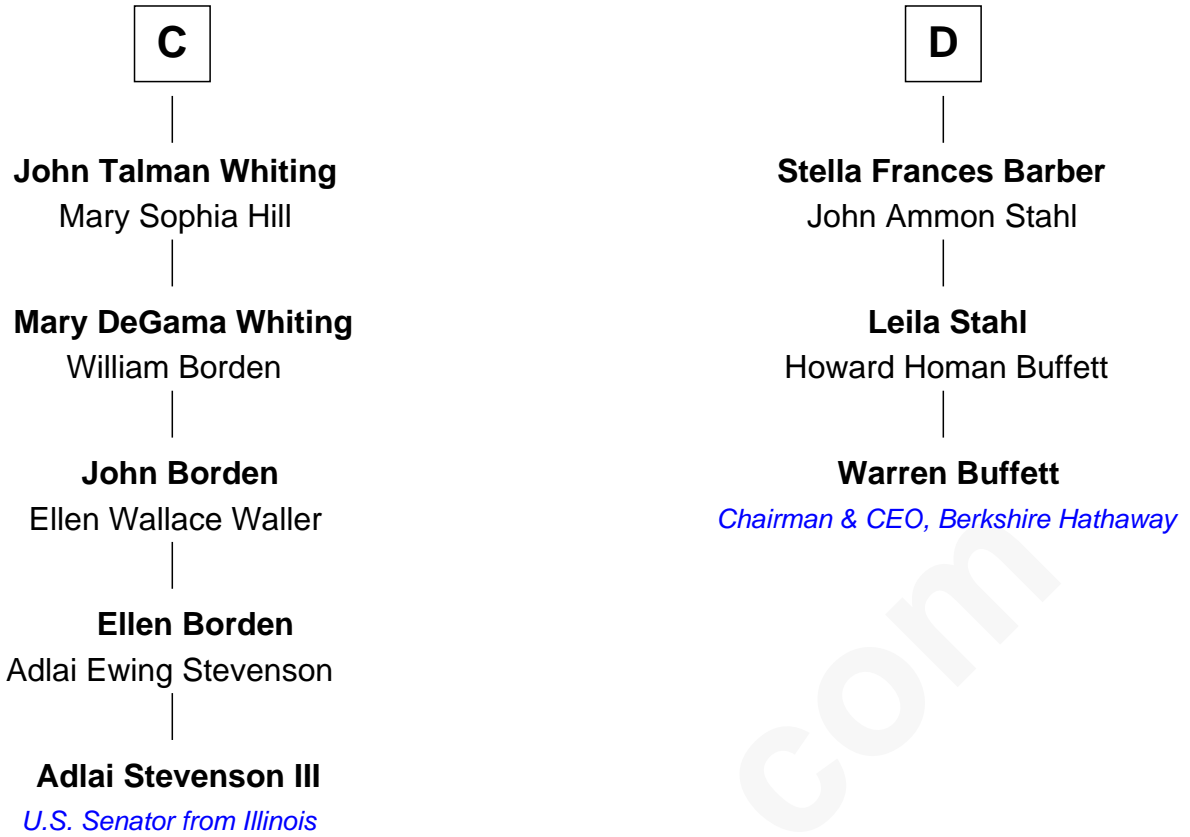 C
John Talman Whiting
Mary Sophia Hill
Mary DeGama Whiting
William Borden
John Borden
Ellen Wallace Waller
Ellen Borden
Adlai Ewing Stevenson
Adlai Stevenson III
U.S. Senator from Illinois
D
Stella Frances Barber
John Ammon Stahl
Leila Stahl
Howard Homan Buffett
Warren Buffett
Chairman & CEO, Berkshire Hathaway
com